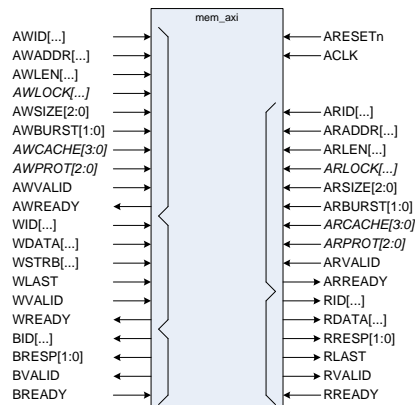 mem_axi
AWID[...]
AWADDR[...]
AWLEN[...]
AWLOCK[...]
AWSIZE[2:0]
AWBURST[1:0]
AWCACHE[3:0]
AWPROT[2:0]
AWVALID
AWREADY
WID[...]
WDATA[...]
WSTRB[...]
WLAST
WVALID
WREADY
BID[...]
BRESP[1:0]
BVALID
BREADY
ARESETn
ACLK
ARID[...]
ARADDR[...]
ARLEN[...]
ARLOCK[...]
ARSIZE[2:0]
ARBURST[1:0]
ARCACHE[3:0]
ARPROT[2:0]
ARVALID
ARREADY
RID[...]
RDATA[...]
RRESP[1:0]
RLAST
RVALID
RREADY